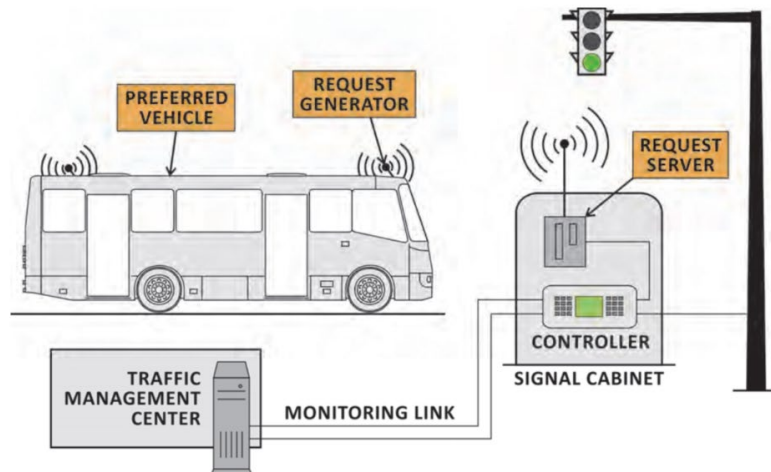 PREFERRED
VEHICLE
REQUEST
GENERATOR
REQUEST
SERVER
CONTROLLER
SIGNAL CABINET
TRAFFIC
MANAGEMENT
CENTER
MONITORING LINK